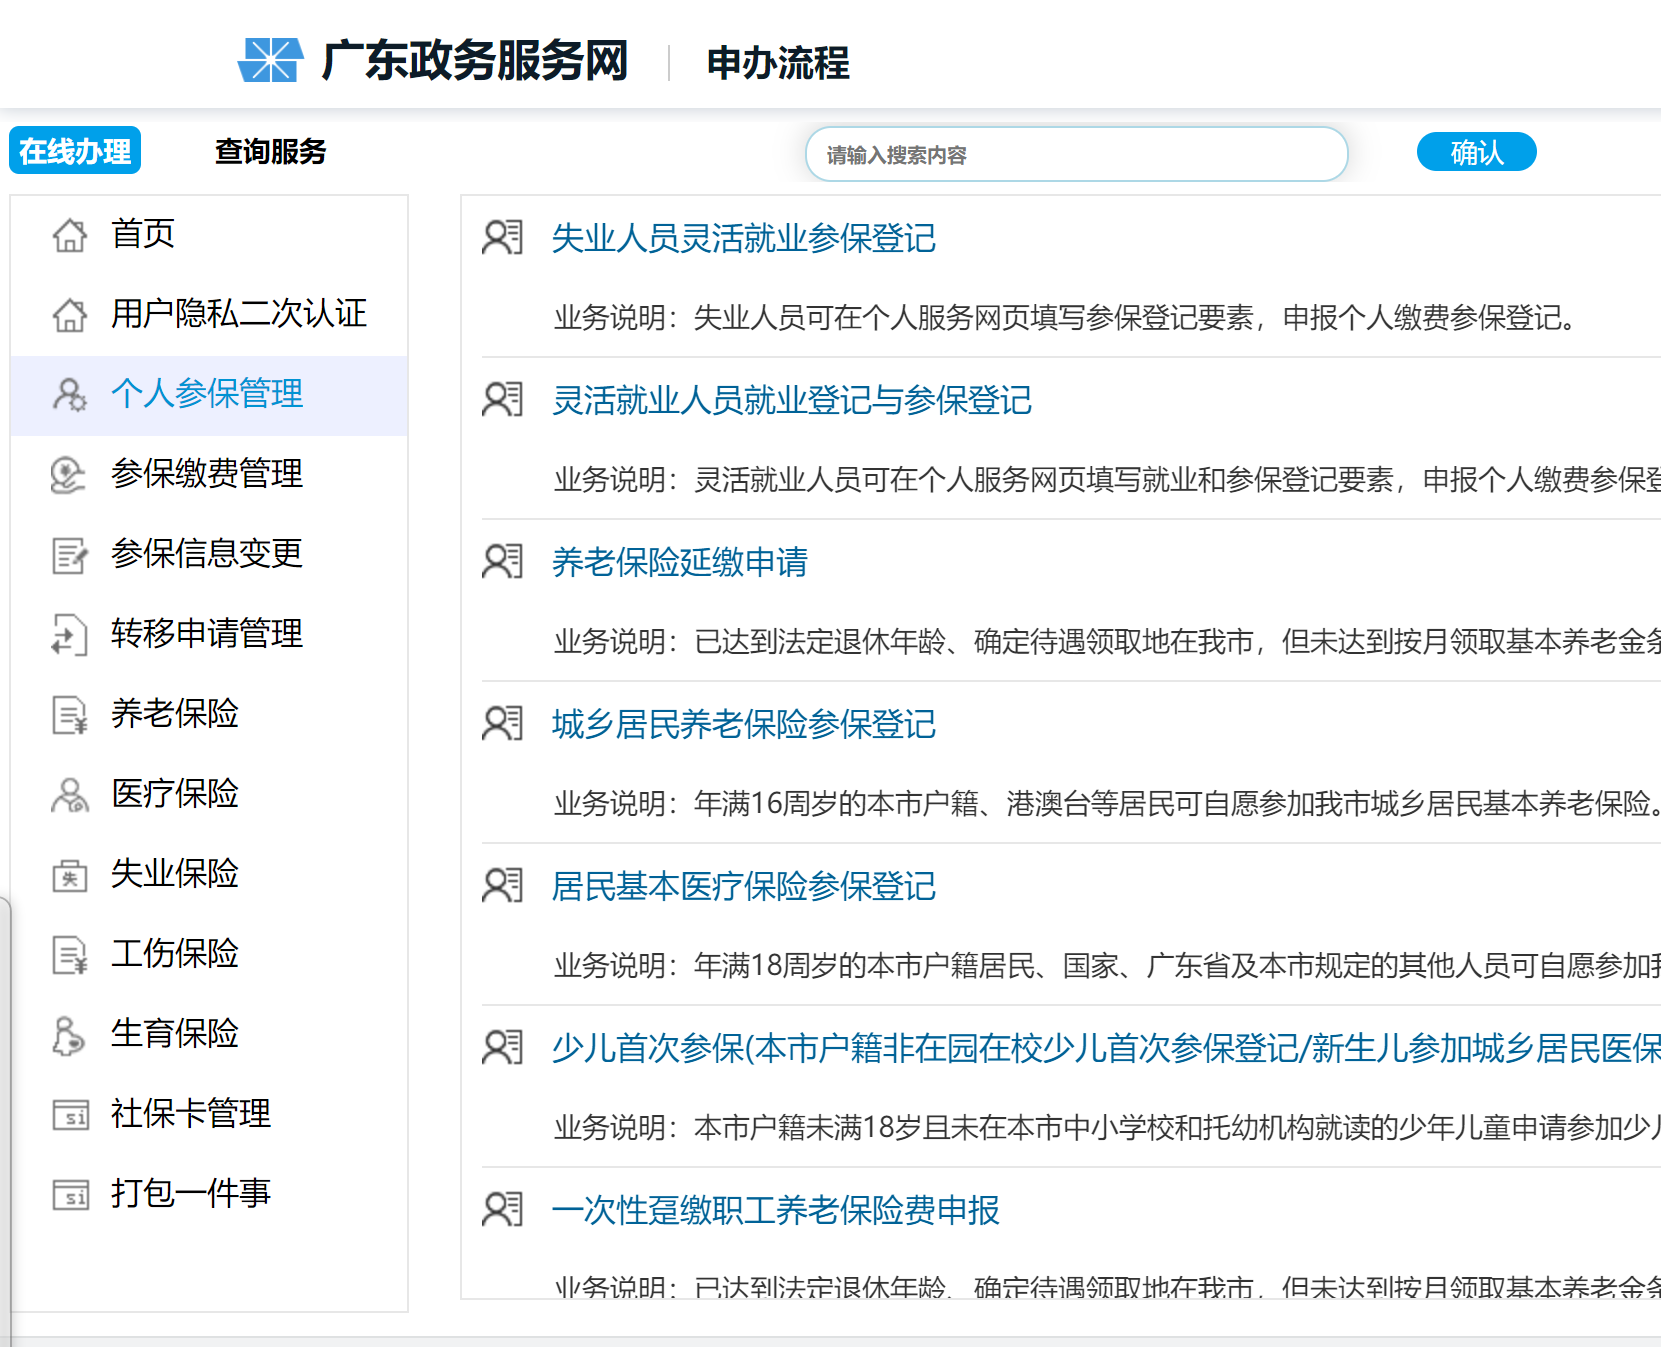 广东政务服务网
申办流程
在线办理
查询服务
请输入搜索内容
确认
首页
用户隐私二次认证
个人参保管理
参保缴费管理
参保信息变更
转移申请管理
养老保险
医疗保险
失业保险
工伤保险
生育保险
社保卡管理
打包一件事
失业人员灵活就业参保登记
业务说明：失业人员可在个人服务网页填写参保登记要素，申报个人缴费参保登记。
灵活就业人员就业登记与参保登记
业务说明：灵活就业人员可在个人服务网页填写就业和参保登记要素，申报个人缴费参保登
养老保险延缴申请
业务说明：已达到法定退休年龄、确定待遇领取地在我市，但未达到按月领取基本养老金条
城乡居民养老保险参保登记
业务说明：年满16周岁的本市户籍、港澳台等居民可自愿参加我市城乡居民基本养老保险。
居民基本医疗保险参保登记
业务说明：年满18周岁的本市户籍居民、国家、广东省及本市规定的其他人员可自愿参加我
少儿首次参保(本市户籍非在园在校少儿首次参保登记/新生儿参加城乡居民医保
业务说明：本市户籍未满18岁且未在本市中小学校和托幼机构就读的少年儿童申请参加少儿
一次性趸缴职工养老保险费申报
业务说明：已达到法定退休年龄、确定待遇领取地在我市，但未达到按月领取基本养老金条